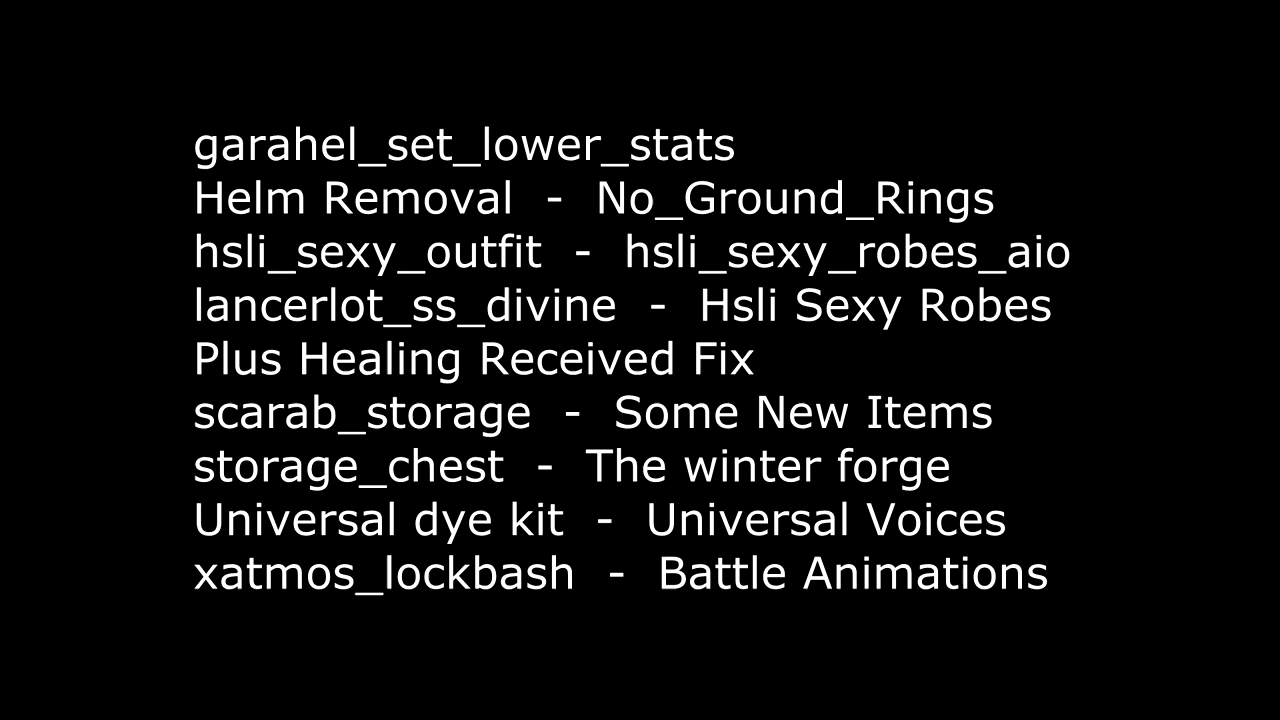 garahel_set_lower_stats
Helm Removal - No_Ground_Rings
hsli_sexy_outfit - hsli_sexy_robes_aio
lancerlot_ss_divine - Hsli Sexy Robes
Plus Healing Received Fix
scarab_storage - Some New Items
storage_chest - The winter forge
Universal dye kit - Universal Voices
xatmos_lockbash - Battle Animations